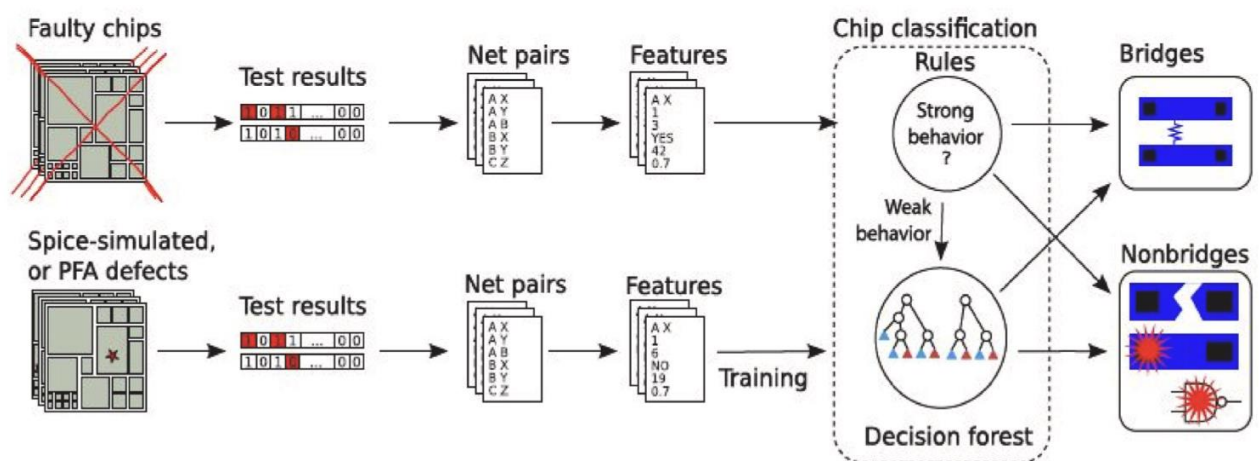 Faulty chips
Test results
1 0 1 1 ... 0 0
1 0 1 0 ... 0 0
Net pairs
A X
A Y
A B
B X
B Y
C Z
Features
A X
1
3
YES
42
0.7
Chip classification
Rules
Strong
behavior
?
Weak
behavior
Decision forest
Bridges
Nonbridges
Spice-simulated,
or PFA defects
Test results
1 0 1 1 ... 0 0
1 0 1 0 ... 0 0
Net pairs
A X
A Y
A B
B X
B Y
C Z
Features
A X
1
6
NO
19
0.7
Training